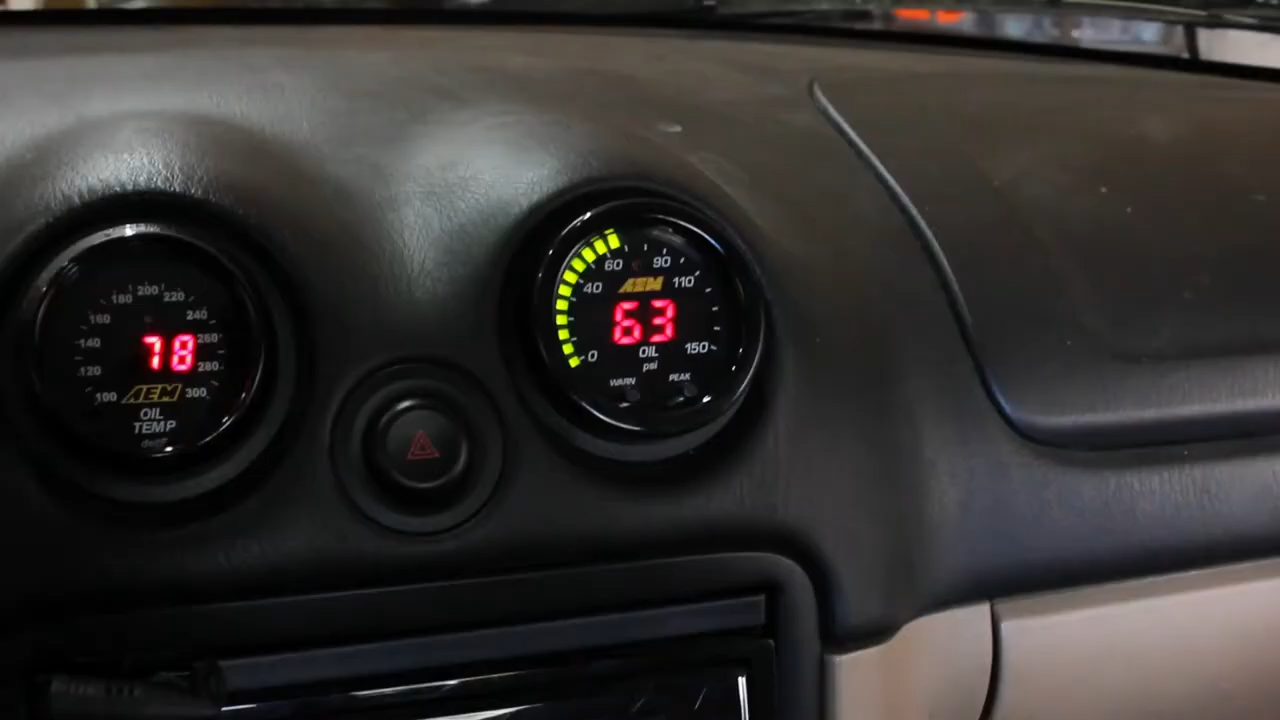 200
180 220
160 240
140 78 260
120 280
100 AEM 300
OIL
TEMP
degF
60 90
40 AEM 110
63
0 OIL 150
psi
WARN PEAK